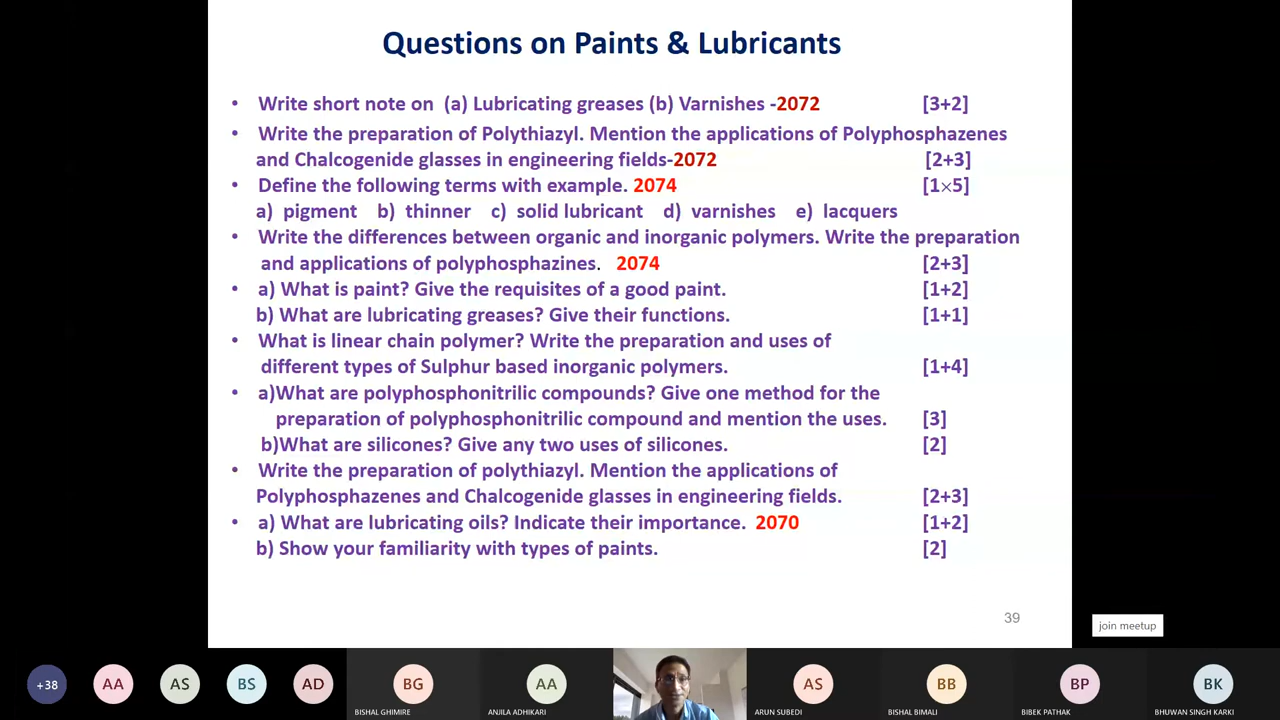 Questions on Paints & Lubricants
• Write short note on (a) Lubricating greases (b) Varnishes -2072 [3+2]
• Write the preparation of Polythiazyl. Mention the applications of Polyphosphazenes
and Chalcogenide glasses in engineering fields-2072 [2+3]
• Define the following terms with example. 2074 [1×5]
a) pigment b) thinner c) solid lubricant d) varnishes e) lacquers
• Write the differences between organic and inorganic polymers. Write the preparation
and applications of polyphosphazines. 2074 [2+3]
• a) What is paint? Give the requisites of a good paint. [1+2]
b) What are lubricating greases? Give their functions. [1+1]
• What is linear chain polymer? Write the preparation and uses of
different types of Sulphur based inorganic polymers. [1+4]
• a)What are polyphosphonitrilic compounds? Give one method for the
preparation of polyphosphonitrilic compound and mention the uses. [3]
b)What are silicones? Give any two uses of silicones. [2]
• Write the preparation of polythiazyl. Mention the applications of
Polyphosphazenes and Chalcogenide glasses in engineering fields. [2+3]
• a) What are lubricating oils? Indicate their importance. 2070 [1+2]
b) Show your familiarity with types of paints. [2]
39
join meetup
+38 AA AS BS AD BG AA AS BB BP BK
BISHAL GHIMIRE ANJILA ADHIKARI ARUN SUBEDI BISHAL BIMALI BIBEK PATHAK BHUWAN SINGH KARKI